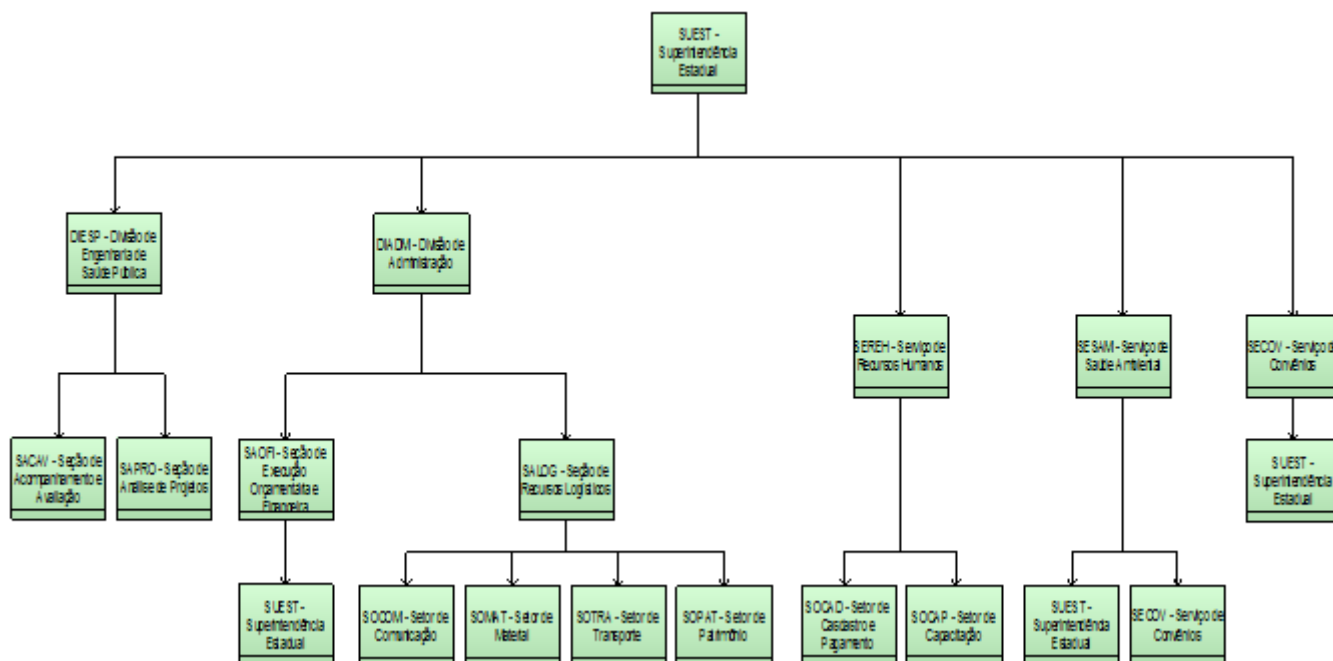 SUEST -
Superintendência
Estadual
DIESP - Divisão de
Engenharia de
Saúde Pública
DIADM - Divisão de
Administração
SEREH - Serviço de
Recursos Humanos
SESAM - Serviço de
Saúde Ambiental
SECOV - Serviço de
Convênios
SACAV - Seção de
Acompanhamento e
Avaliação
SAPRO - Seção de
Análise de Projetos
SAOFI - Seção de
Execução
Orçamentáta e
Financeira
SALOG - Seção de
Recursos Logísticos
SUEST -
Superintendência
Estadual
SUEST -
Superintendência
Estadual
SOCOM - Setor de
Comunicação
SOMAT - Setor de
Material
SOTRA - Setor de
Transporte
SOPAT - Setor de
Patrimônio
SOCAD - Setor de
Casdastro e
Pagamento
SOCAP - Setor de
Capacitação
SUEST -
Superintendência
Estadual
SECOV - Serviço de
Convênios